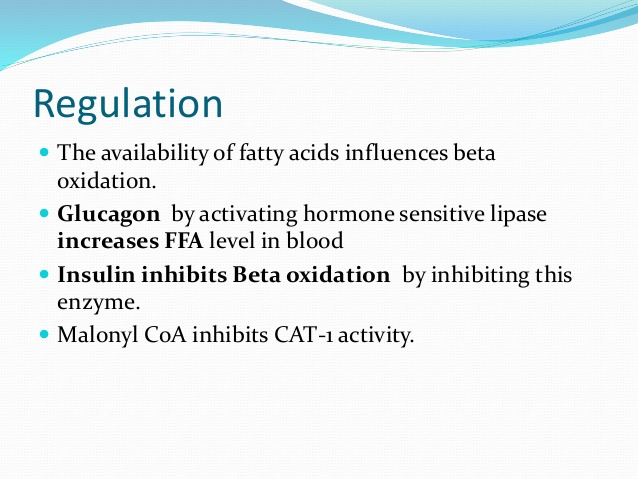 Regulation
The availability of fatty acids influences beta
oxidation.
Glucagon by activating hormone sensitive lipase
increases FFA level in blood
Insulin inhibits Beta oxidation by inhibiting this
enzyme.
Malonyl CoA inhibits CAT-1 activity.